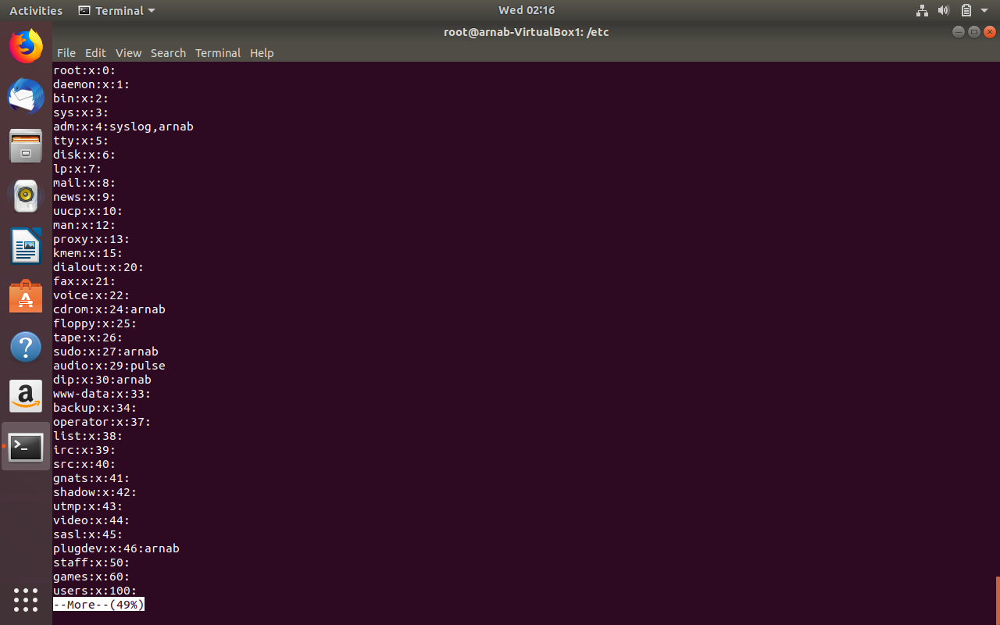 Activities Terminal Wed 02:16
root@arnab-VirtualBox1: /etc
File Edit View Search Terminal Help
root:x:0:
daemon:x:1:
bin:x:2:
sys:x:3:
adm:x:4:syslog,arnab
tty:x:5:
disk:x:6:
lp:x:7:
mail:x:8:
news:x:9:
uucp:x:10:
man:x:12:
proxy:x:13:
kmem:x:15:
dialout:x:20:
fax:x:21:
voice:x:22:
cdrom:x:24:arnab
floppy:x:25:
tape:x:26:
sudo:x:27:arnab
audio:x:29:pulse
dip:x:30:arnab
www-data:x:33:
backup:x:34:
operator:x:37:
list:x:38:
irc:x:39:
src:x:40:
gnats:x:41:
shadow:x:42:
utmp:x:43:
video:x:44:
sasl:x:45:
plugdev:x:46:arnab
staff:x:50:
games:x:60:
users:x:100:
--More--(49%)